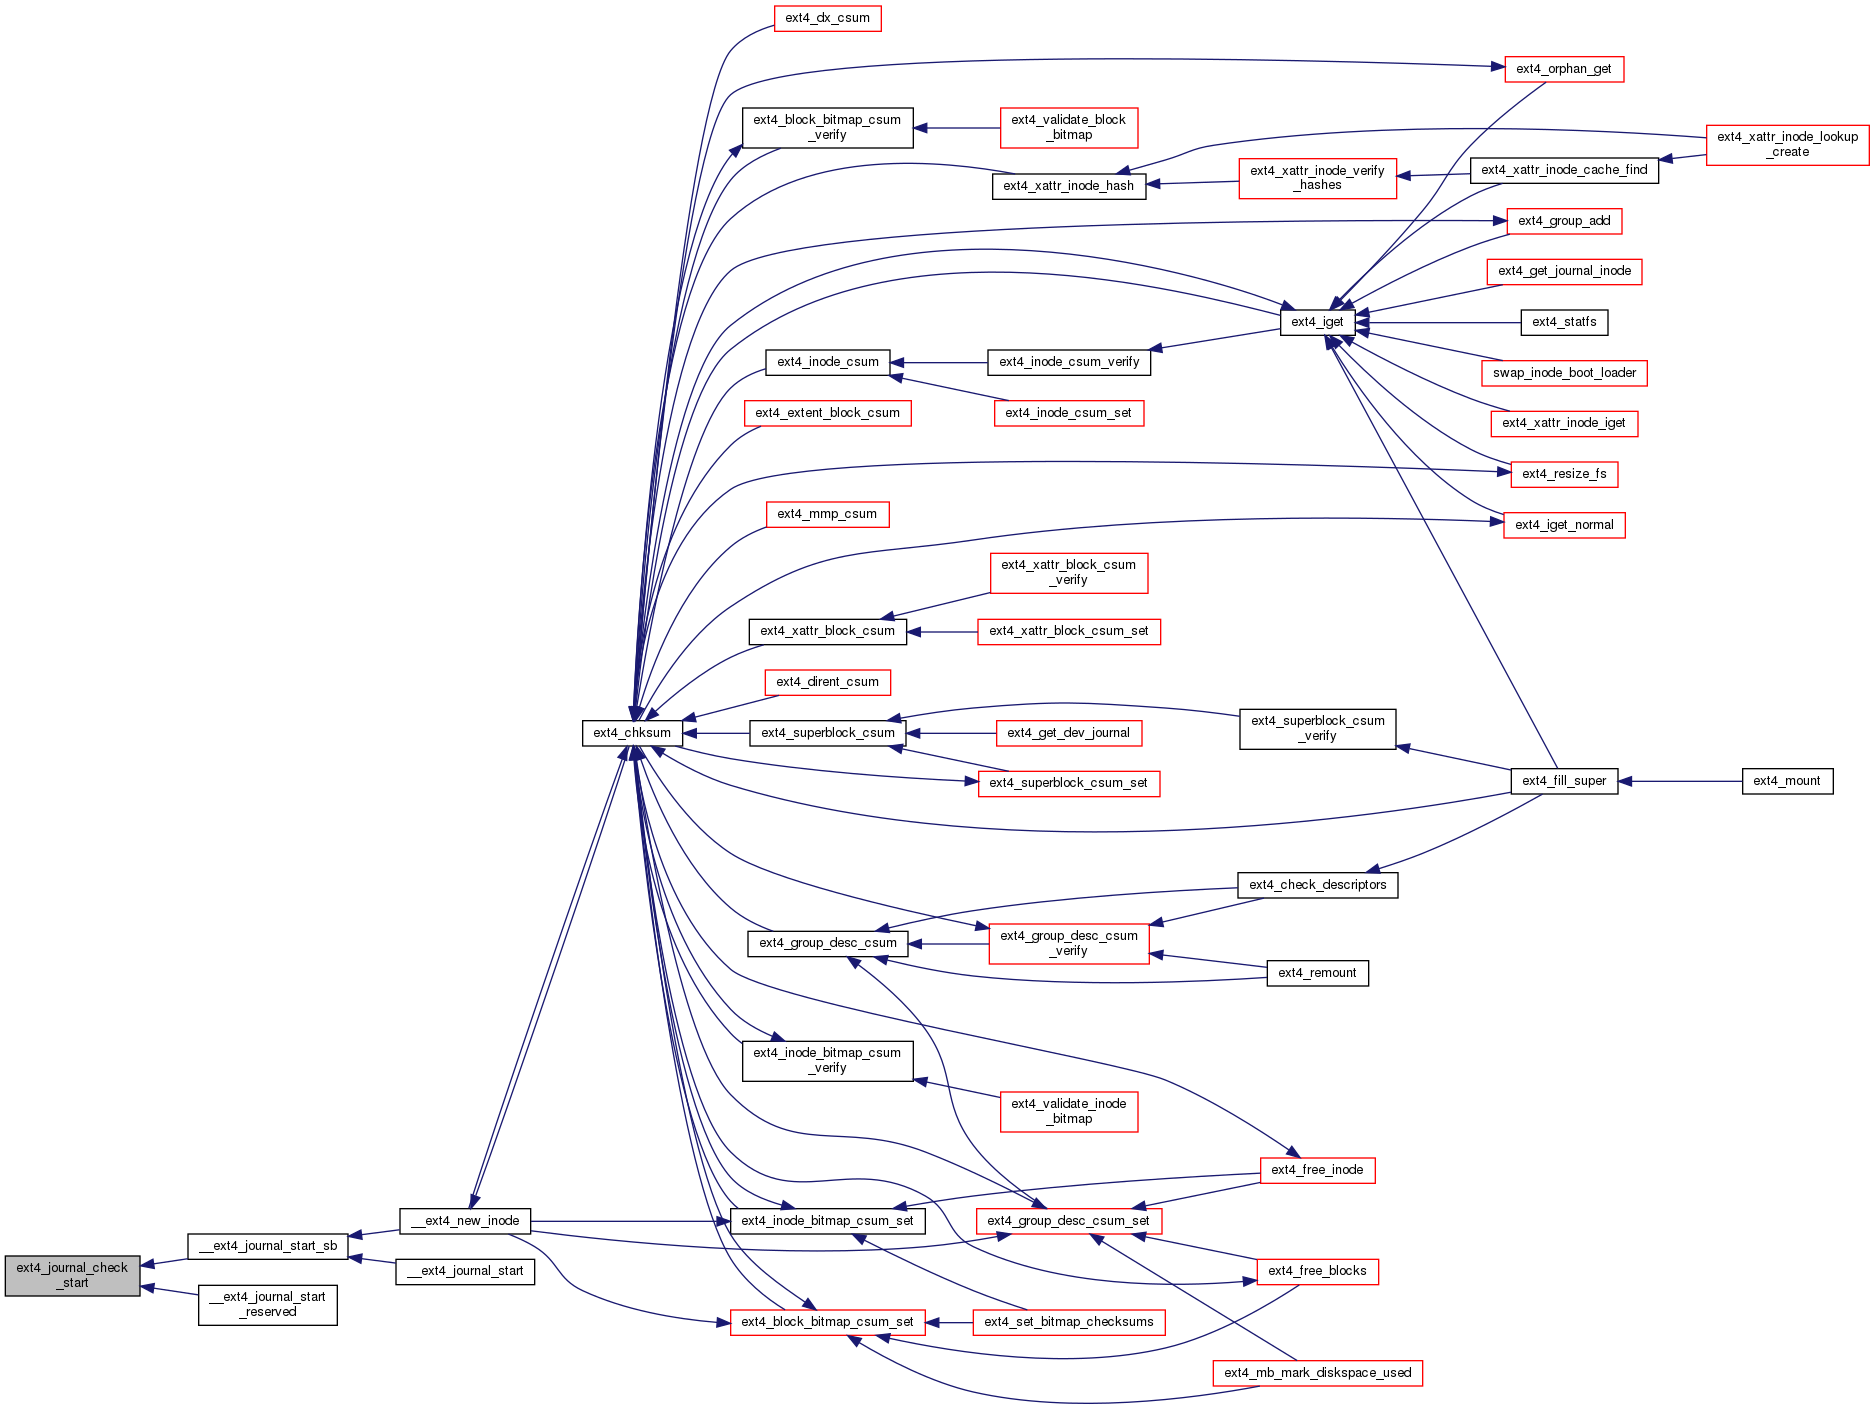 ext4_dx_csum
ext4_orphan_get
ext4_block_bitmap_csum
_verify
ext4_validate_block
_bitmap
ext4_xattr_inode_lookup
_create
ext4_xattr_inode_hash
ext4_xattr_inode_verify
_hashes
ext4_xattr_inode_cache_find
ext4_group_add
ext4_get_journal_inode
ext4_iget
ext4_statfs
ext4_inode_csum
ext4_inode_csum_verify
swap_inode_boot_loader
ext4_extent_block_csum
ext4_inode_csum_set
ext4_xattr_inode_iget
ext4_resize_fs
ext4_mmp_csum
ext4_iget_normal
ext4_xattr_block_csum
_verify
ext4_xattr_block_csum
ext4_xattr_block_csum_set
ext4_dirent_csum
ext4_chksum
ext4_superblock_csum
ext4_get_dev_journal
ext4_superblock_csum
_verify
ext4_superblock_csum_set
ext4_fill_super
ext4_mount
ext4_check_descriptors
ext4_group_desc_csum
ext4_group_desc_csum
_verify
ext4_remount
ext4_inode_bitmap_csum
_verify
ext4_validate_inode
_bitmap
ext4_free_inode
__ext4_new_inode
ext4_inode_bitmap_csum_set
ext4_group_desc_csum_set
__ext4_journal_start_sb
ext4_journal_check
_start
__ext4_journal_start
ext4_free_blocks
__ext4_journal_start
_reserved
ext4_block_bitmap_csum_set
ext4_set_bitmap_checksums
ext4_mb_mark_diskspace_used